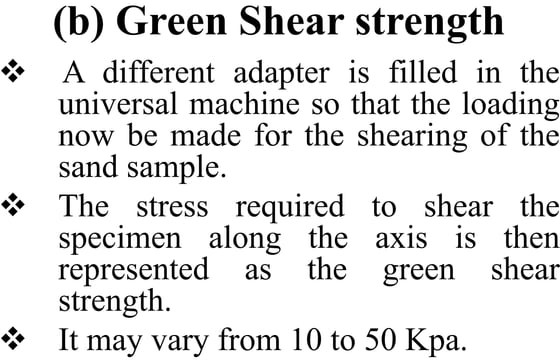 (b) Green Shear strength
❖ A different adapter is filled in the
universal machine so that the loading
now be made for the shearing of the
sand sample.
❖ The stress required to shear the
specimen along the axis is then
represented as the green shear
strength.
❖ It may vary from 10 to 50 Kpa.